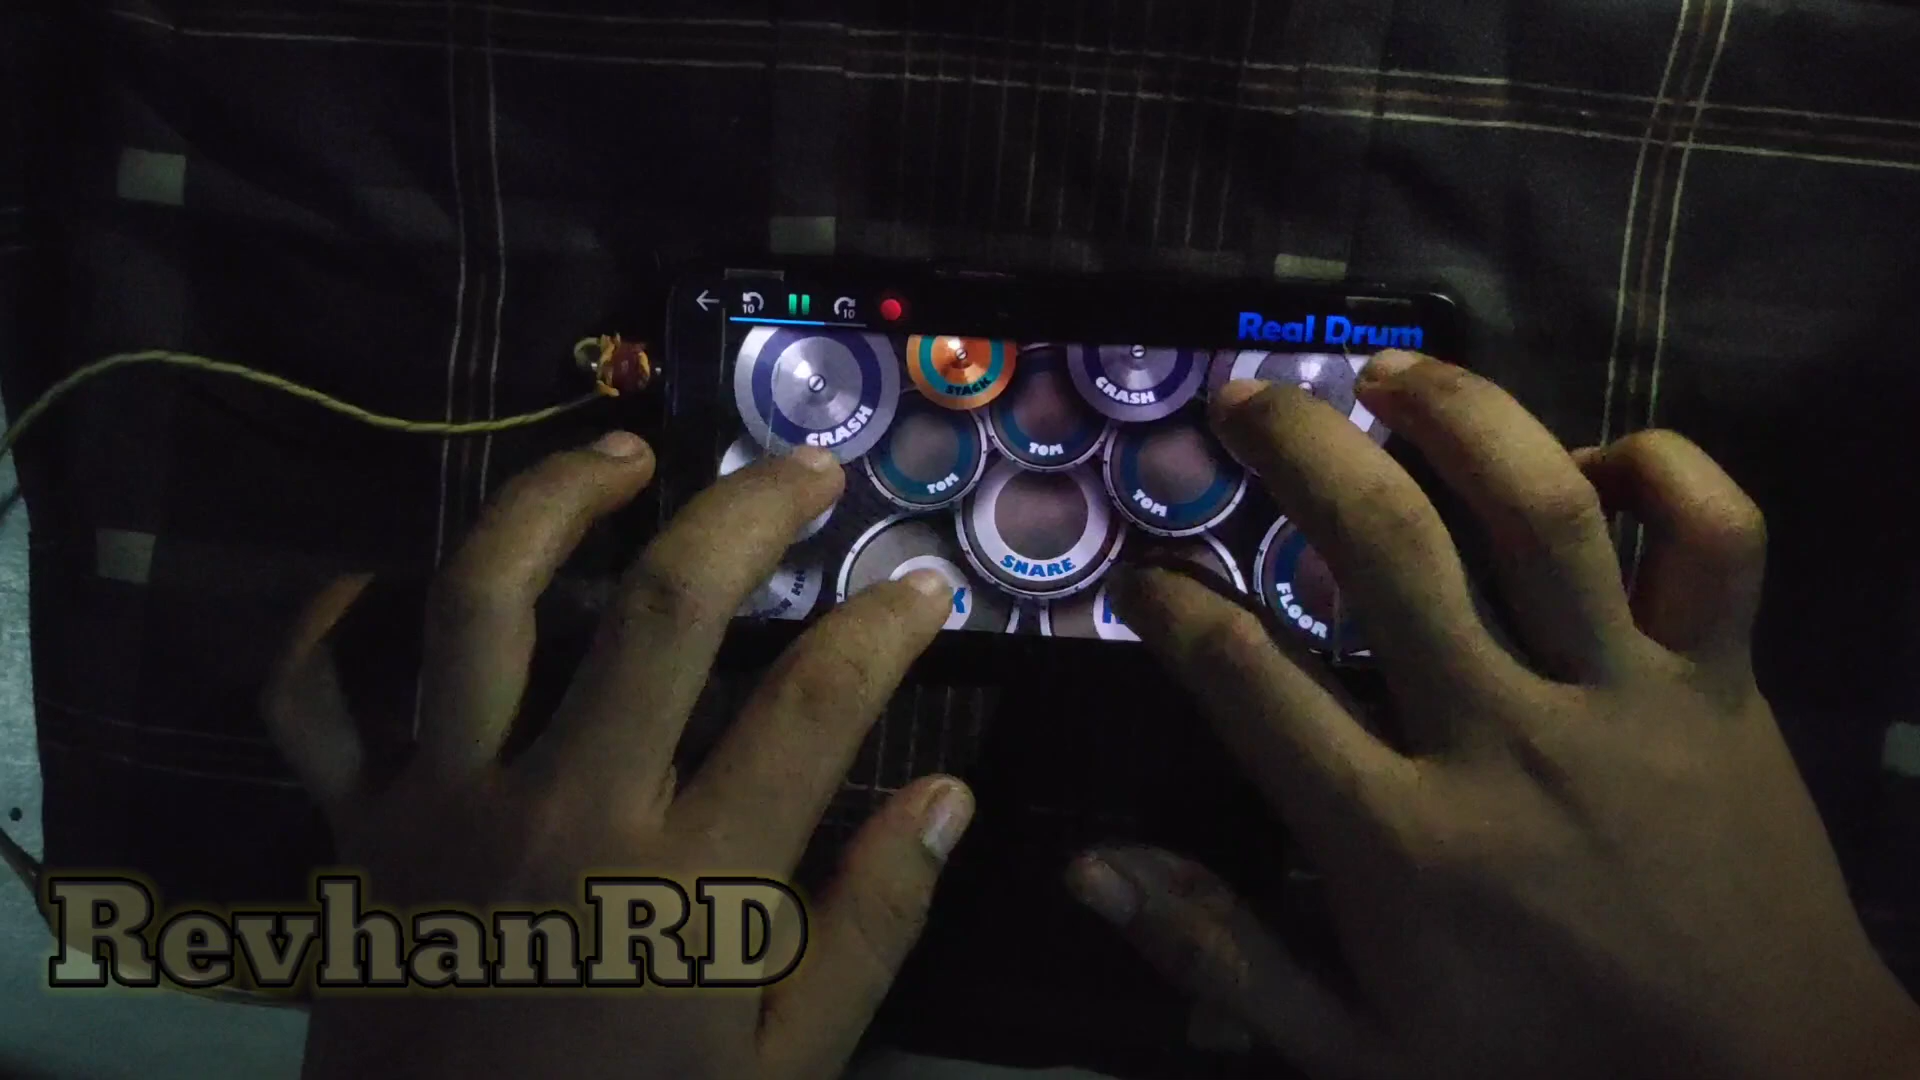 10
10
Real Drum
STACK
CRASH
CRASH
TOM
TOM
TOM
SNARE
FLOOR
RevhanRD